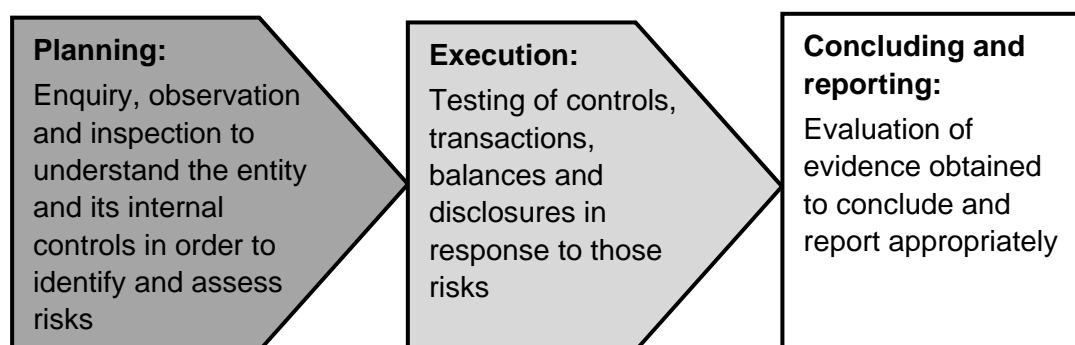 Planning:
Enquiry, observation
and inspection to
understand the entity
and its internal
controls in order to
identify and assess
risks
Execution:
Testing of controls,
transactions,
balances and
disclosures in
response to those
risks
Concluding and
reporting:
Evaluation of
evidence obtained
to conclude and
report appropriately